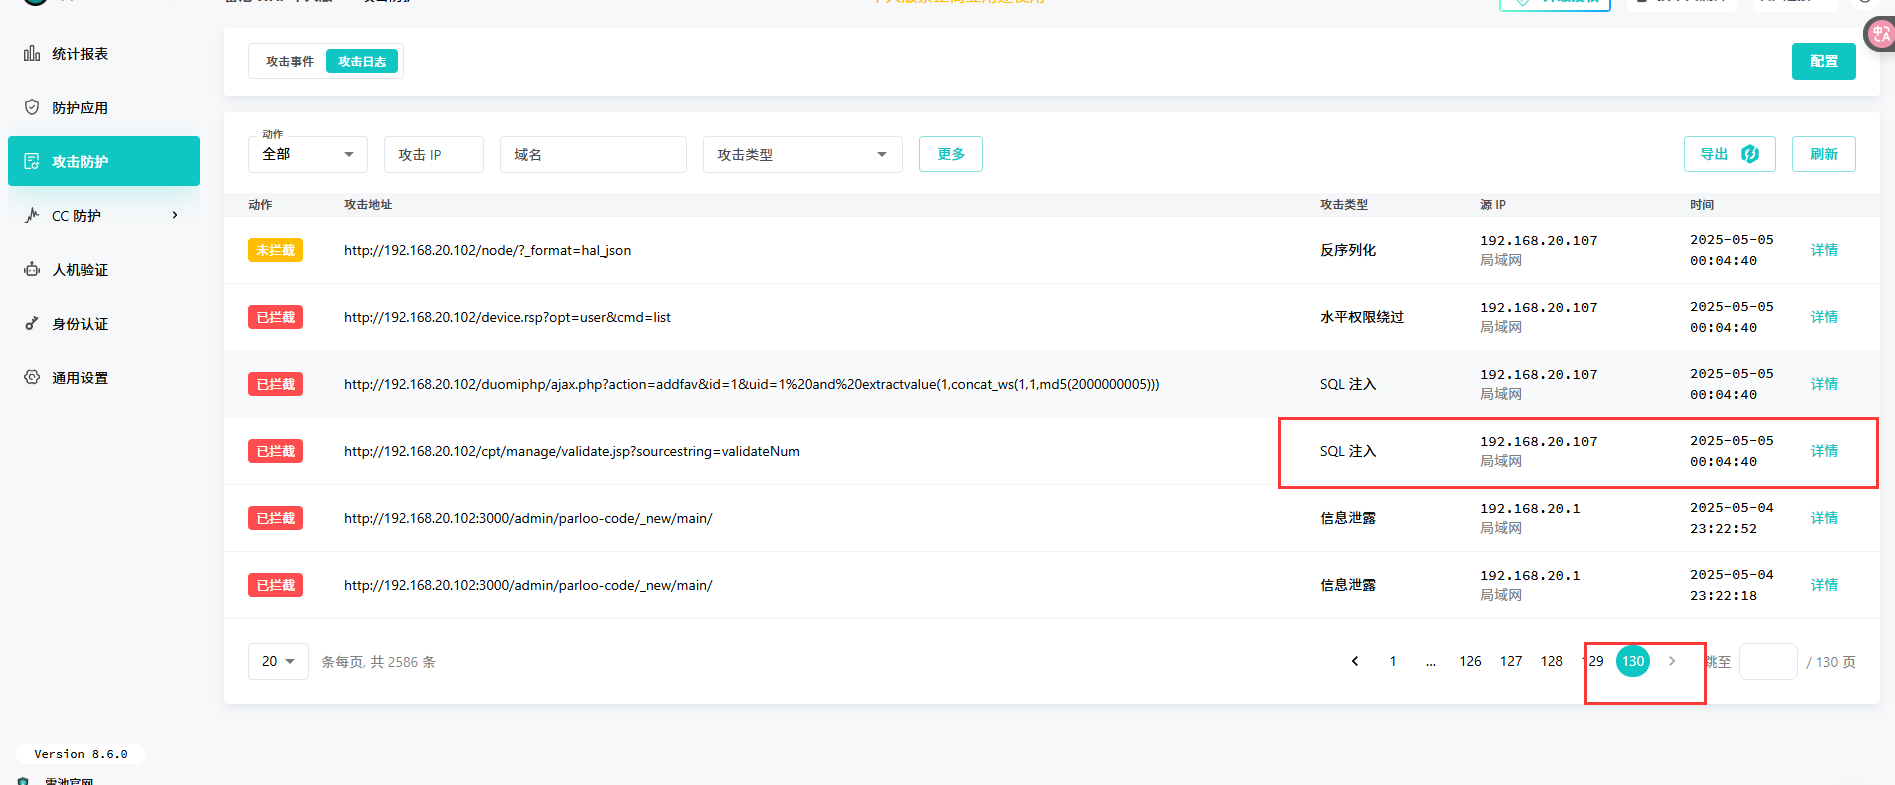 统计报表
防护应用
攻击防护
CC 防护
人机验证
身份认证
通用设置
Version 8.6.0
雷池官网
攻击事件
攻击日志
配置
动作
全部
攻击 IP
域名
攻击类型
更多
导出
刷新
动作 攻击地址 攻击类型 源 IP 时间
未拦截 http://192.168.20.102/node/?_format=hal_json 反序列化 192.168.20.107 2025-05-05 详情
局域网 00:04:40
已拦截 http://192.168.20.102/device.rsp?opt=user&cmd=list 水平权限绕过 192.168.20.107 2025-05-05 详情
局域网 00:04:40
已拦截 http://192.168.20.102/duomiphp/ajax.php?action=addfav&id=1&uid=1%20and%20extractvalue(1,concat_ws(1,1,md5(2000000005))) SQL 注入 192.168.20.107 2025-05-05 详情
局域网 00:04:40
已拦截 http://192.168.20.102/cpt/manage/validate.jsp?sourcestring=validateNum SQL 注入 192.168.20.107 2025-05-05 详情
局域网 00:04:40
已拦截 http://192.168.20.102:3000/admin/parloo-code/_new/main/ 信息泄露 192.168.20.1 2025-05-04 详情
局域网 23:22:52
已拦截 http://192.168.20.102:3000/admin/parloo-code/_new/main/ 信息泄露 192.168.20.1 2025-05-04 详情
局域网 23:22:18
20 条每页, 共 2586 条 1 ... 126 127 128 129 130 跳至 / 130 页